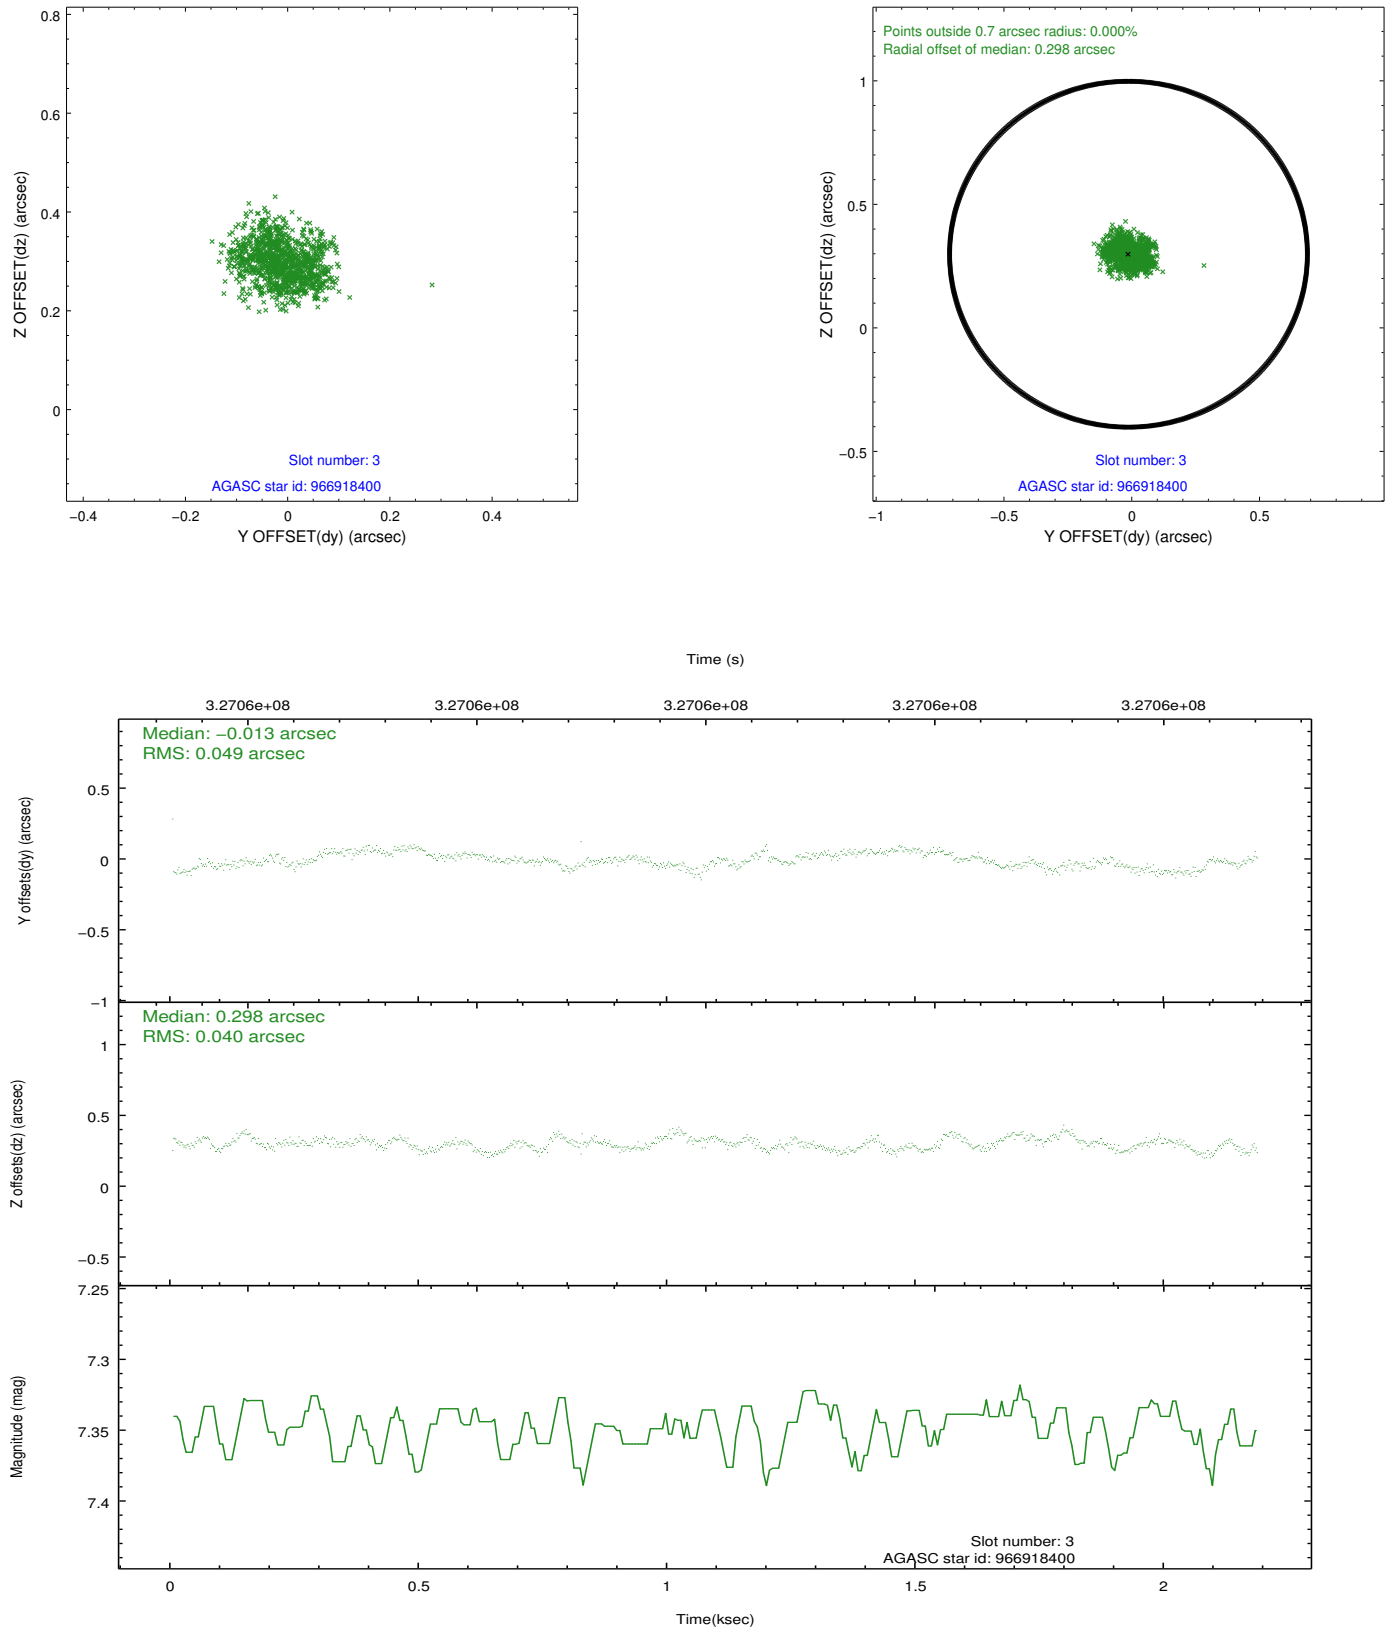 0.8
0.6
0.4
0.2
0
Z OFFSET(dz) (arcsec)
Slot number: 3
AGASC star id: 966918400
−0.4 −0.2 0 0.2 0.4
Y OFFSET(dy) (arcsec)
Points outside 0.7 arcsec radius: 0.000%
Radial offset of median: 0.298 arcsec
1
0.5
0
−0.5
Z OFFSET(dz) (arcsec)
Slot number: 3
AGASC star id: 966918400
−1 −0.5 0 0.5
Y OFFSET(dy) (arcsec)
Time (s)
3.2706e+08 3.2706e+08 3.2706e+08 3.2706e+08 3.2706e+08
Median: −0.013 arcsec
RMS: 0.049 arcsec
0.5
0
−0.5
−1
Y offsets(dy) (arcsec)
Median: 0.298 arcsec
RMS: 0.040 arcsec
1
0.5
0
−0.5
Z offsets(dz) (arcsec)
7.25
7.3
7.35
7.4
Magnitude (mag)
Slot number: 3
AGASC star id: 966918400
0 0.5 1 1.5 2
Time(ksec)